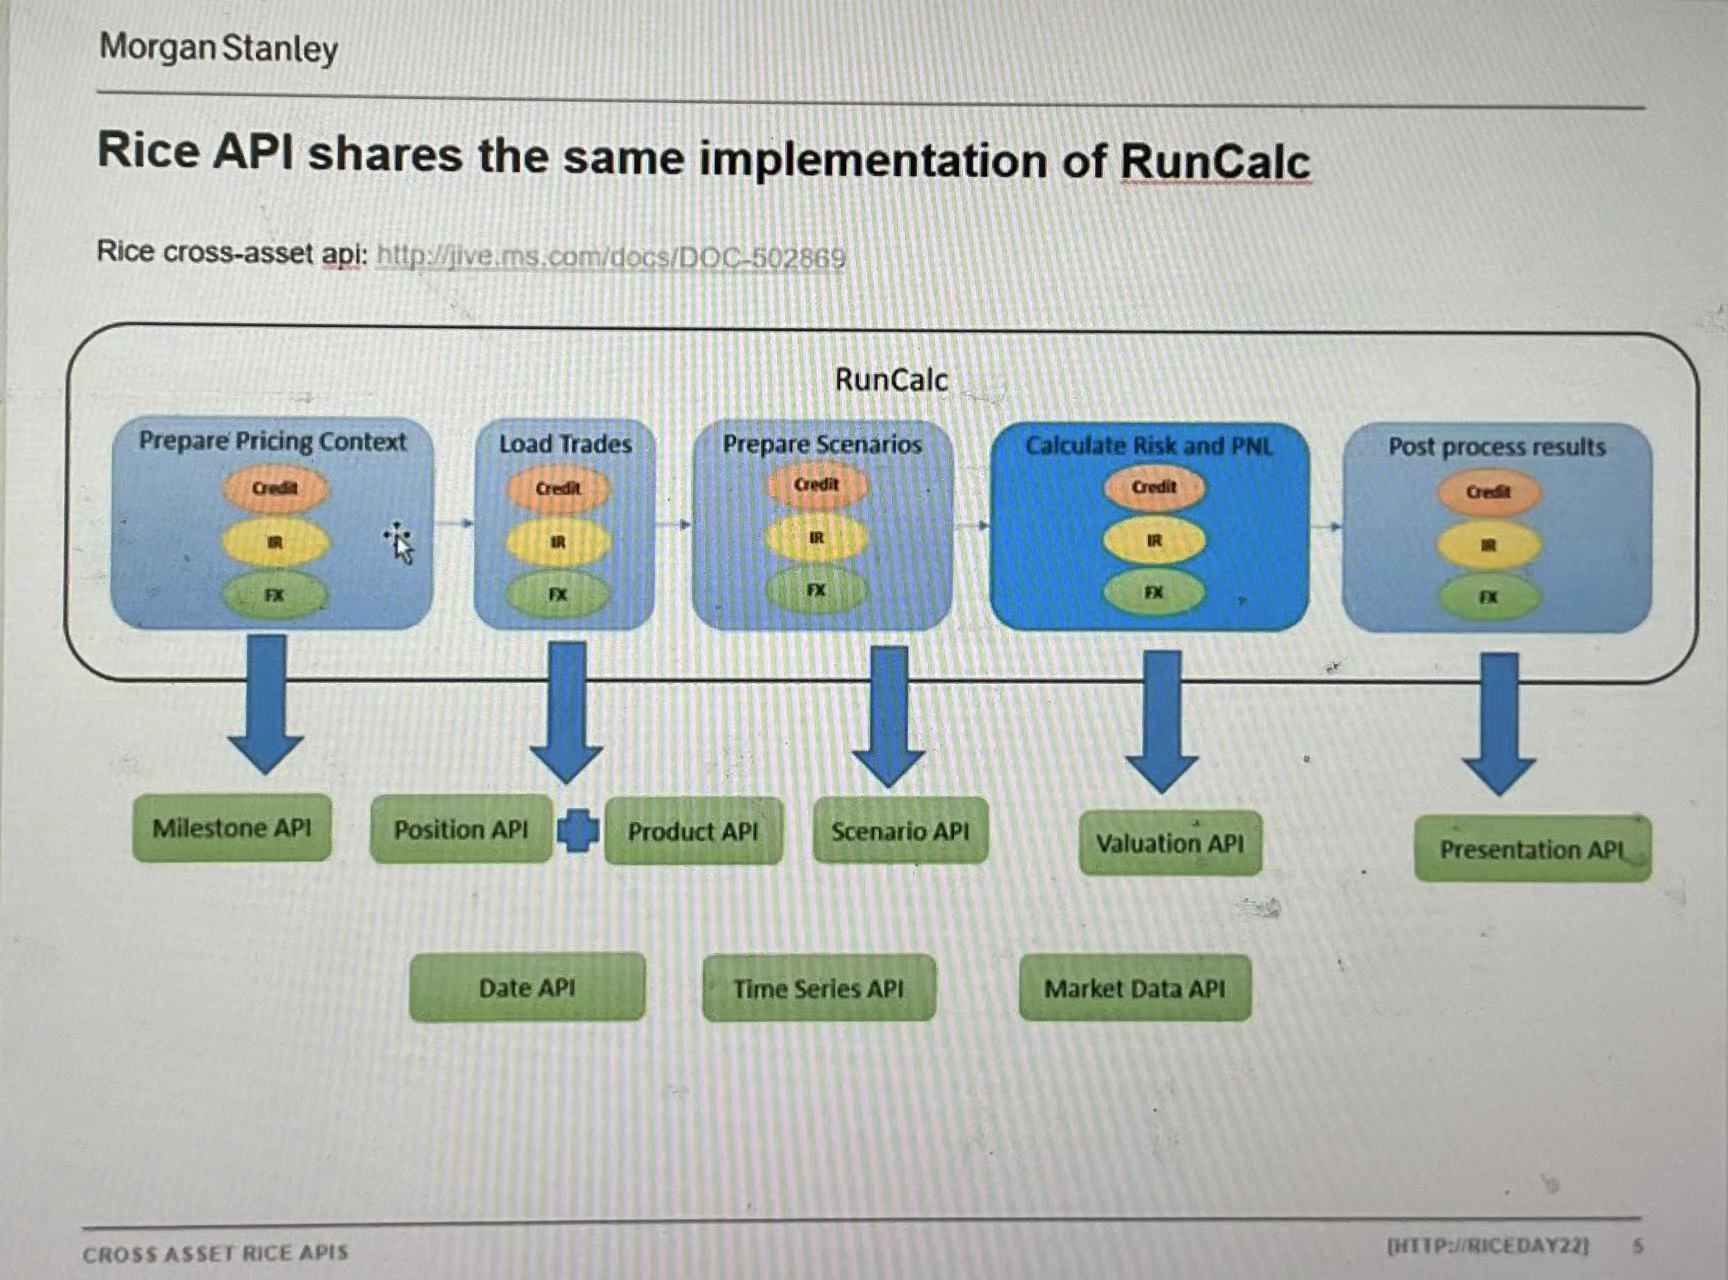 Morgan Stanley
Rice API shares the same implementation of RunCalc
Rice cross-asset api: http://jive.ms.com/docs/DOC-502869
RunCalc
Prepare Pricing Context
Credit
IR
FX
Load Trades
Credit
IR
FX
Prepare Scenarios
Credit
IR
FX
Calculate Risk and PNL
Credit
IR
FX
Post process results
Credit
IR
FX
Milestone API
Position API
Product API
Scenario API
Valuation API
Presentation API
Date API
Time Series API
Market Data API
CROSS ASSET RICE APIS
[HTTP://RICEDAY22] 5